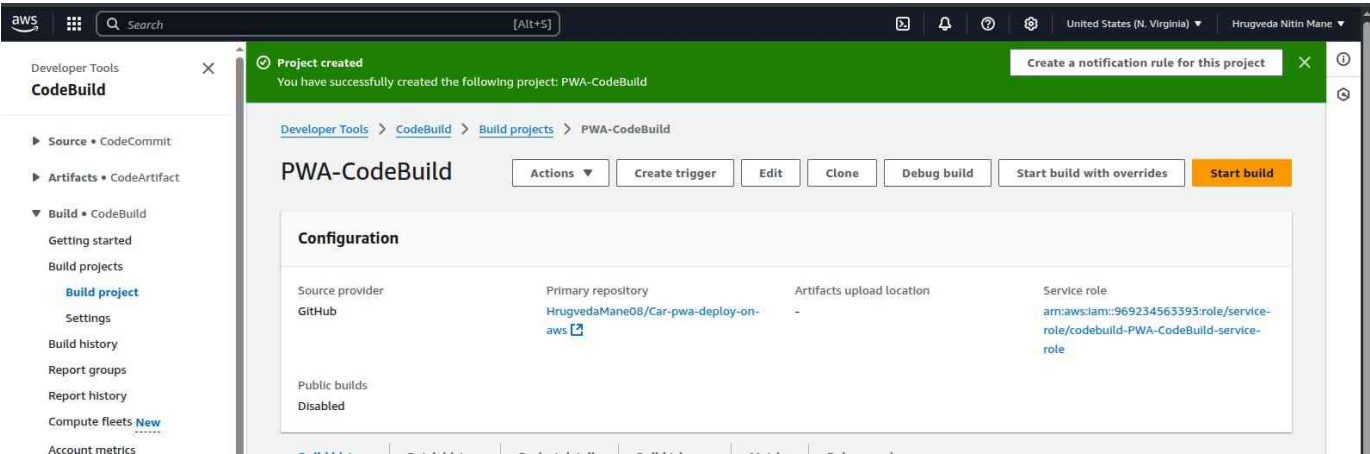 aws
Search
[Alt+S]
United States (N. Virginia) ▼
Hrugveda Nitin Mane ▼
Developer Tools
CodeBuild
Source • CodeCommit
Artifacts • CodeArtifact
Build • CodeBuild
Getting started
Build projects
Build project
Settings
Build history
Report groups
Report history
Compute fleets New
Account metrics
Project created
You have successfully created the following project: PWA-CodeBuild
Create a notification rule for this project
Developer Tools > CodeBuild > Build projects > PWA-CodeBuild
PWA-CodeBuild
Actions ▼
Create trigger
Edit
Clone
Debug build
Start build with overrides
Start build
Configuration
Source provider
GitHub
Primary repository
HrugvedaMane08/Car-pwa-deploy-on-
aws
Artifacts upload location
-
Service role
arn:aws:iam::969234563393:role/service-
role/codebuild-PWA-CodeBuild-service-
role
Public builds
Disabled